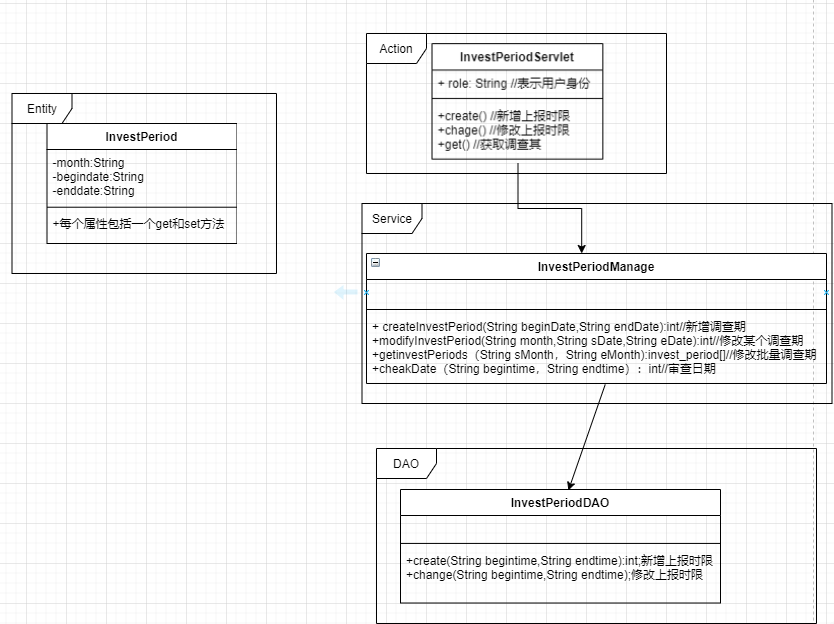 Action
InvestPeriodServlet
+ role: String //表示用户身份
+create() //新增上报时限
+chage() //修改上报时限
+get() //获取调查其
Entity
InvestPeriod
-month:String
-begindate:String
-enddate:String
+每个属性包括一个get和set方法
Service
InvestPeriodManage
+ createInvestPeriod(String beginDate,String endDate):int//新增调查期
+modifyInvestPeriod(String month,String sDate,String eDate):int//修改某个调查期
+getinvestPeriods（String sMonth，String eMonth):invest_period[]//修改批量调查期
+cheakDate（String begintime，String endtime）：int//审查日期
DAO
InvestPeriodDAO
+create(String begintime,String endtime):int;新增上报时限
+change(String begintime,String endtime);修改上报时限